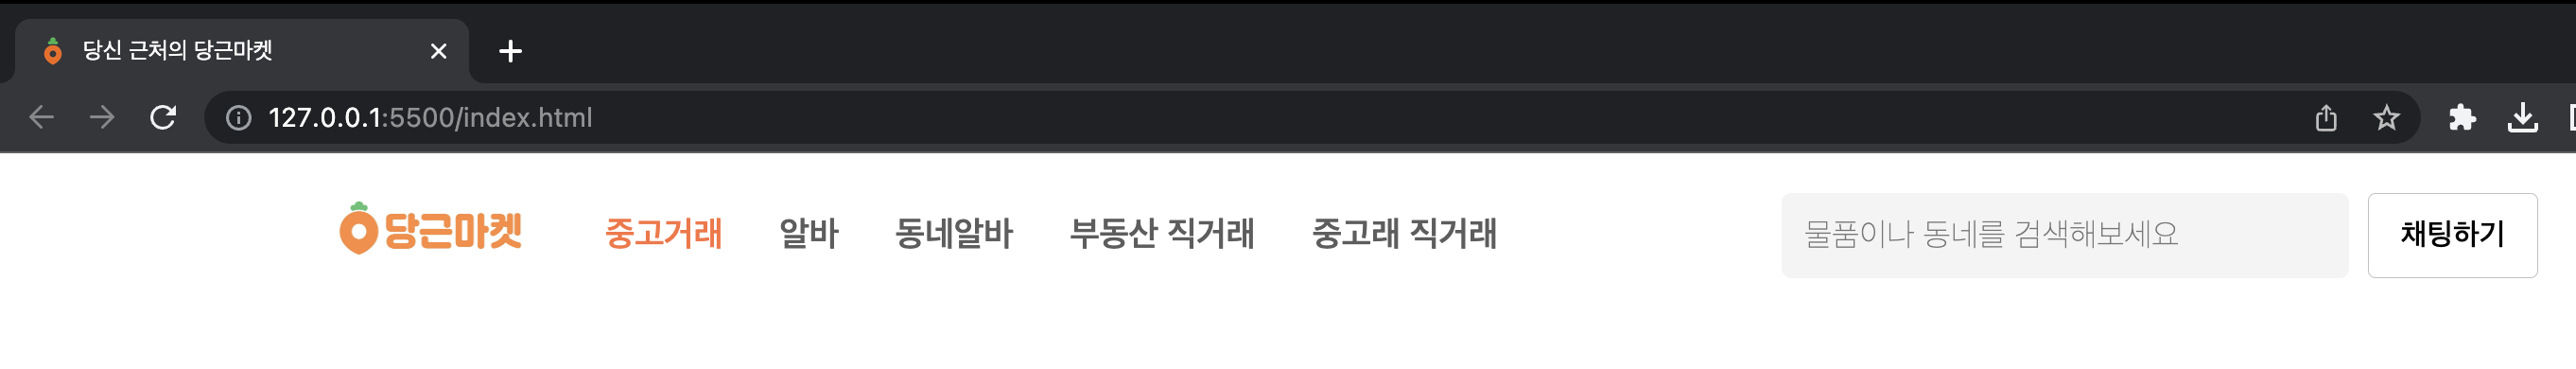 당신 근처의 당근마켓
127.0.0.1:5500/index.html
당근마켓 중고거래 알바 동네알바 부동산 직거래 중고래 직거래 물품이나 동네를 검색해보세요 채팅하기